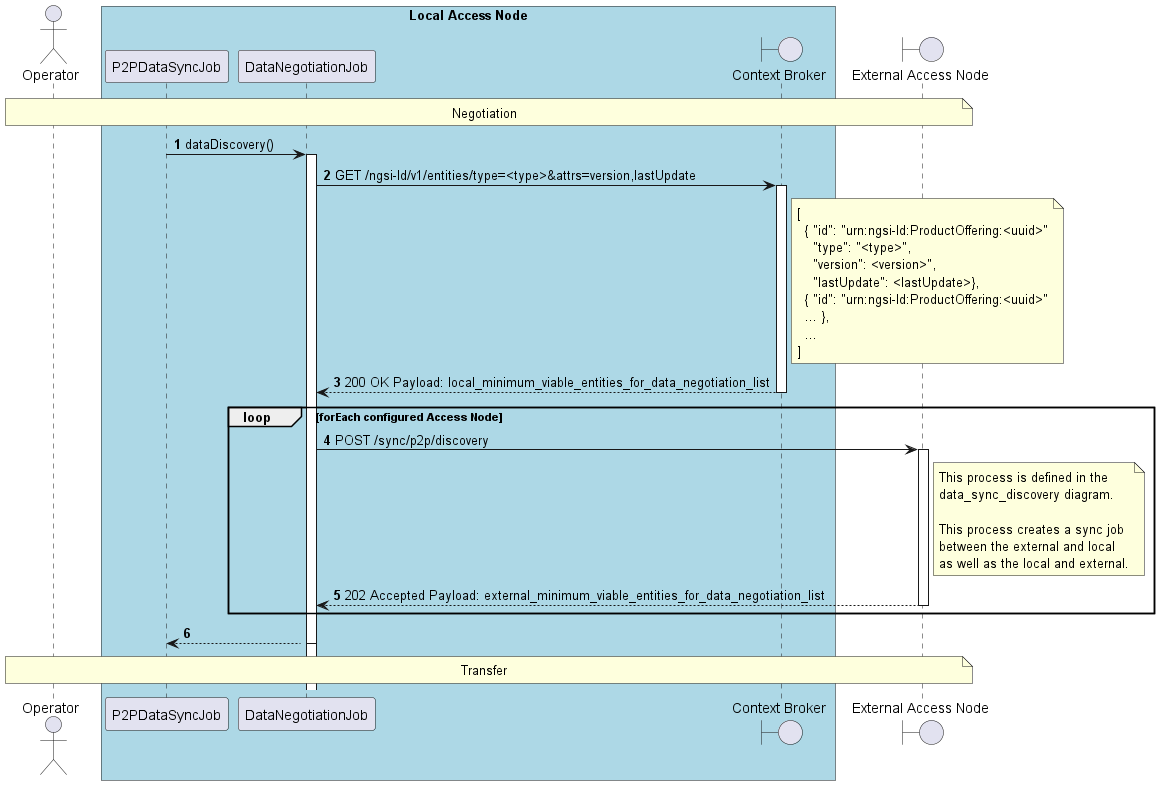 Local Access Node
Operator
P2PDataSyncJob
DataNegotiationJob
Context Broker
External Access Node
Negotiation
1 dataDiscovery()
2 GET /ngsi-ld/v1/entities/type=<type>&attrs=version,lastUpdate
[
{ "id": "urn:ngsi-ld:ProductOffering:<uuid>"
"type": "<type>",
"version": <version>",
"lastUpdate": <lastUpdate>},
{ "id": "urn:ngsi-ld:ProductOffering:<uuid>"
... },
...
]
3 200 OK Payload: local_minimum_viable_entities_for_data_negotiation_list
loop [forEach configured Access Node]
4 POST /sync/p2p/discovery
This process is defined in the
data_sync_discovery diagram.
This process creates a sync job
between the external and local
as well as the local and external.
5 202 Accepted Payload: external_minimum_viable_entities_for_data_negotiation_list
6
Transfer
Operator
P2PDataSyncJob
DataNegotiationJob
Context Broker
External Access Node